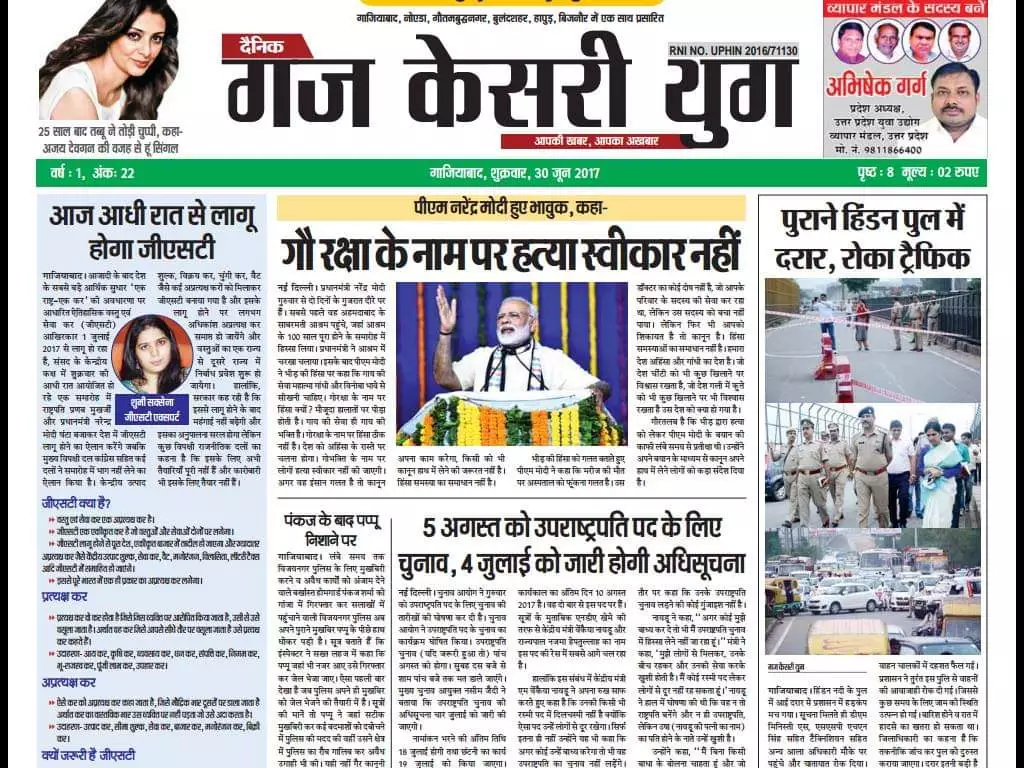 गाजियाबाद, नोएडा, गौतमबुद्धनगर, बुलंदशहर, हापुड़, बिजनौर में एक साथ प्रसारित
25 साल बाद तब्बू ने तोड़ी चुप्पी, कहा-
अजय देवगन की वजह से हूं सिंगल
दैनिक
गज केसरी युग
RNI NO. UPHIN 2016/71130
आपकी खबर, आपका अखबार
व्यापार मंडल के सदस्य बनें
अभिषेक गर्ग
प्रदेश अध्यक्ष,
उत्तर प्रदेश युवा उद्योग
व्यापार मंडल, उत्तर प्रदेश
मो. नं. 9811866400
वर्ष : 1, अंक: 22
गाजियाबाद, शुक्रवार, 30 जून 2017
पृष्ठ : 8 मूल्य : 02 रुपए
आज आधी रात से लागू
होगा जीएसटी
गाजियाबाद। आजादी के बाद देश
के सबसे बड़े आर्थिक सुधार 'एक
राष्ट्र-एक कर' की अवधारणा पर
आधारित ऐतिहासिक वस्तु एवं
सेवा कर (जीएसटी)
आखिरकार 1 जुलाई
2017 से लागू हो रहा
है, संसद के केन्द्रीय
कक्ष में शुक्रवार को
आधी रात आयोजित हो
रहे एक समारोह में
राष्ट्रपति प्रणब मुखर्जी
और प्रधानमंत्री नरेन्द्र
मोदी घंटा बजाकर देश में जीएसटी
लागू होने का ऐलान करेंगे जबकि
मुख्य विपक्षी दल कांग्रेस सहित कई
दलों ने समारोह में भाग नहीं लेने का
ऐलान किया है। केन्द्रीय उत्पाद
शुल्क, विक्रय कर, चुंगी कर, वैट
जैसे कई अप्रत्यक्ष करों को मिलाकर
जीएसटी बनाया गया है और इसके
लागू होने पर लगभग
अधिकांश अप्रत्यक्ष कर
समाप्त हो जायेंगे और
वस्तुओं का एक राज्य
से दूसरे राज्य में
निर्बाध प्रवेश शुरू हो
जायेगा। हालांकि,
सरकार कह रही है कि
इससे लागू होने के बाद
महंगाई नहीं बढ़ेगी और
इसका अनुपालना सरल होगा लेकिन
कुछ विपक्षी राजनीतिक दलों का
कहना है कि इसके लिए अभी
तैयारियाँ पूरी नहीं हैं और कारोबारी
भी इसके लिए तैयार नहीं हैं।
शुभी सक्सेना
जीएसटी एक्सपर्ट
जीएसटी क्या है?
वस्तु एवं सेवा कर एक अप्रत्यक्ष कर है।
जीएसटी एक एकीकृत कर है जो वस्तुओं और सेवाओं दोनों पर लगेगा।
जीएसटी लागू होने से पूरा देश, एकीकृत बाजार में तब्दील हो जाएगा और ज्यादातर
अप्रत्यक्ष कर जैसे केंद्रीय उत्पाद शुल्क, सेवा कर, वैट, मनोरंजन, विलासिता, लॉटरी टैक्स
आदि जीएसटी में समाहित हो जाएंगे।
इससे पूरे भारत में एक ही प्रकार का अप्रत्यक्ष कर लगेगा।
प्रत्यक्ष कर
प्रत्यक्ष कर वे कर होता है जिसे जिस व्यक्ति पर आरोपित किया जाता है, उसी से उसे
वसूला जाता है। अर्थात वह कर जिसे आपसे सीधे तौर पर वसूला जाता है उसे प्रत्यक्ष
कर कहते हैं।
उदाहरण- आय कर, कृषि कर, व्यवसाय कर, धन कर, संपत्ति कर, निगम कर,
भू-राजस्व कर, पूंजी लाभ कर, उपहार कर।
अप्रत्यक्ष कर
ऐसे कर को अप्रत्यक्ष कर कहा जाता है, जिसे मौद्रिक भार दूसरों पर डाला जाता है
अर्थात कर का वास्तविक भार उस व्यक्ति पर नहीं पड़ता जो उसे अदा करता है।
उदाहरण- उत्पाद कर, सीमा शुल्क, सेवा कर, बाजार कर, मनोरंजन कर, बिक्री
कर।
क्यों जरूरी है जीएसटी
पीएम नरेंद्र मोदी हुए भावुक, कहा-
गौ रक्षा के नाम पर हत्या स्वीकार नहीं
नई दिल्ली। प्रधानमंत्री नरेंद्र मोदी
गुरुवार से दो दिनों के गुजरात दौरे पर
हैं। सबसे पहले वह अहमदाबाद के
साबरमती आश्रम पहुंचे, जहां आश्रम
के 100 साल पूरा होने के समारोह में
हिस्सा लिया। प्रधानमंत्री ने आश्रम में
चरखा चलाया। इसके बाद पीएम मोदी
ने भीड़ की हिंसा पर कहा कि गाय की
सेवा महात्मा गांधी और विनोबा भावे से
सीखनी चाहिए। गोरक्षा के नाम पर
हिंसा क्यों? मौजूदा हालातों पर पीड़ा
होती है। गाय की सेवा ही गाय की
भक्ति है। गोरक्षा के नाम पर हिंसा ठीक
नहीं है। देश को अहिंसा के रास्ते पर
चलना होगा। गोभक्ति के नाम पर
लोगों हत्या स्वीकार नहीं की जाएगी।
अगर वह इंसान गलत है तो कानून
अपना काम करेगा, किसी को भी
कानून हाथ में लेने की जरूरत नहीं है।
हिंसा समस्या का समाधान नहीं है।
भीड़ की हिंसा को गलत बताते हुए
पीएम मोदी ने कहा कि मरीज की मौत
पर अस्पताल को फूंकना गलत है। उस
डॉक्टर का कोई दोष नहीं है, जो आपके
परिवार के सदस्य की सेवा कर रहा
था, लेकिन उस सदस्य को बचा नहीं
पाया। लेकिन फिर भी आपको
शिकायत है तो कानून है। हिंसा
समस्याओं का समाधान नहीं है। हमारा
देश अहिंसा और गांधी का देश है। जो
देश चींटी को भी कुछ खिलाने पर
विश्वास रखता है, जो देश गली में कुत्ते
को भी कुछ खिलाने पर भी विश्वास
रखता है उस देश को क्या हो गया है।
गौरतलब है कि भीड़ द्वारा हत्या
को लेकर पीएम मोदी के बयान की
काफी लंबे समय से प्रतीक्षा थी। उन्होंने
अपने बयान के माध्यम से कानून अपने
हाथ में लेने लोगों को कड़ा संदेश दिया
है।
पंकज के बाद पप्पू
निशाने पर
गाजियाबाद। लंबे समय तक
विजयनगर पुलिस के लिए मुखबिरी
करने व अवैध कार्यों को अंजाम देने
वाले बर्खास्त होमगार्ड पंकज शर्मा को
गांजा में गिरफ्तार कर सलाखों में
पहुंचाने वाली विजयनगर पुलिस अब
अपने पुराने मुखबिर पप्पू के पीछे हाथ
धोकर पड़ी है। सूत्र बताते हैं कि
इंस्पेक्टर ने सख्त लहजा में कहा कि
पप्पू जहां भी नजर आए उसे गिरफ्तार
कर जेल भेजा जाए। ऐसा पहली बार
देखा है जब पुलिस अपने ही मुखबिर
को जेल भेजने की तैयारी में है। सूत्रों
की मानें तो पप्पू ने जहां सटीक
मुखबिरी कर कई बदमाशों को दबोचने
में पुलिस की मदद की वहीं उसने क्षेत्र
में पुलिस का रौब गालिब कर अवैध
उगाही भी की। यही नहीं गैर कानूनी
5 अगस्त को उपराष्ट्रपति पद के लिए
चुनाव, 4 जुलाई को जारी होगी अधिसूचना
नई दिल्ली। चुनाव आयोग ने गुरुवार
को उपराष्ट्रपति पद के लिए चुनाव की
तारीखों की घोषणा कर दी है। चुनाव
आयोग ने उपराष्ट्रपति पद के चुनाव का
कार्यक्रम घोषित किया। उपराष्ट्रपति
चुनाव (यदि जरूरी हुआ तो) पांच
अगस्त को होगा। सुबह दस बजे से
शाम पांच बजे तक मत डाले जाएंगे।
मुख्य चुनाव आयुक्त नसीम जैदी ने
बताया कि उपराष्ट्रपति चुनाव की
अधिसूचना चार जुलाई को जारी की
जाएगी।
नामांकन भरने की अंतिम तिथि
18 जुलाई होगी तथा छंटनी का कार्य
19 जुलाई को किया जाएगा।
कार्यकाल का अंतिम दिन 10 अगस्त
2017 है। वह दो बार से इस पद पर हैं।
सूत्रों के मुताबिक एनडीए खेमे की
तरफ से केंद्रीय मंत्री वेंकैया नायडू और
राज्यपाल नजमा हेपतुल्लाह का नाम
इस पद की रेस में सबसे आगे चल रहा
है।
हालांकि इस संबंध में केंद्रीय मंत्री
एम वेंकैया नायडू ने अपना रुख साफ
करते हुए कहा है कि उनकी किसी भी
रस्मी पद में दिलचस्पी नहीं है क्योंकि
ऐसा पद उन्हें लोगों से दूर रखेगा। सिर्फ
इतना ही नहीं उन्होंने यह भी कहा कि
अगर कोई उन्हें बाध्य करेगा तो भी वह
उपराष्ट्रपति का चुनाव नहीं लड़ेंगे।
तौर पर कहा कि उनके उपराष्ट्रपति
चुनाव लड़ने की कोई गुंजाइश नहीं है।
नायडू ने कहा, ''अगर कोई मुझे
बाध्य कर दे तो भी मैं उपराष्ट्रपति चुनाव
में हिस्सा लेने नहीं जा रहा हूं।'' मंत्री ने
कहा, 'मुझे लोगों से मिलकर, उनके
बीच रहकर और उनकी सेवा करके
खुशी होती है। मैं कोई रस्मी पद लेकर
लोगों से दूर नहीं रह सकता हूं।' नायडू
ने हाल में घोषणा की थी कि वह न तो
राष्ट्रपति बनेंगे और न ही उपराष्ट्रपति,
लेकिन उषा (नायडू की पत्नी का नाम)
का पति होने के नाते उन्हें खुशी है।
उन्होंने कहा, ''मैं बिना किसी
बाधा के बोलना चाहता हूं और जो
पुराने हिंडन पुल में
दरार, रोका ट्रैफिक
गज केसरी युग
गाजियाबाद। हिंडन नदी के पुल
में आई दरार से प्रशासन में हड़कंप
मच गया। सूचना मिलते ही डीएम
मिनिस्ती एस, एसएसपी एचएन
सिंह सहित टैक्निशियन सहित
अन्य आला अधिकारी मौके पर
पहुंचे और यातायात रोक दिया।
वाहन चालकों में दहशत फैल गई।
प्रशासन ने तुरंत इस पुलिस से वाहनों
की आवाजाही रोक दी गई। जिससे
कुछ समय के लिए जाम की स्थिति
उत्पन्न हो गई। बारिश होने व रात में
हादसे की खतरा हो सकता था।
जिलाधिकारी का कहना है कि
तकनीकी जांच कर पुल को दुरुस्त
कराया जाएगा। दरार इतनी बड़ी है